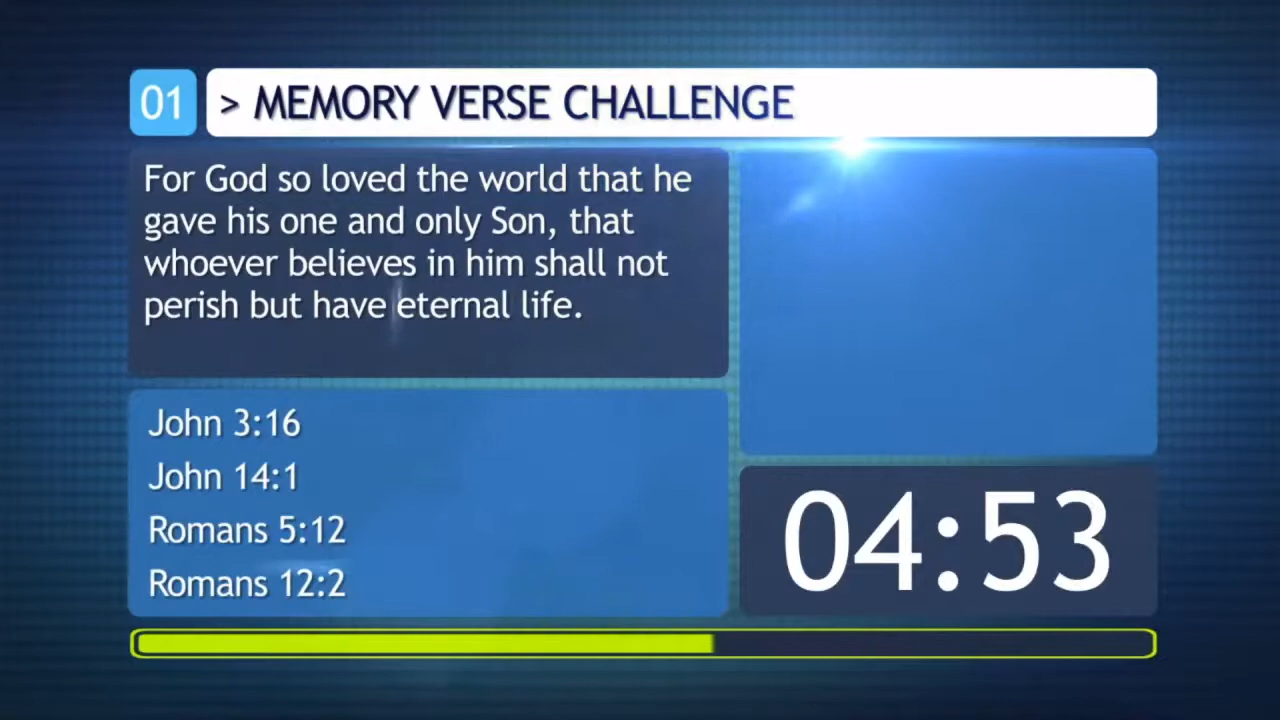 01 > MEMORY VERSE CHALLENGE
For God so loved the world that he
gave his one and only Son, that
whoever believes in him shall not
perish but have eternal life.
John 3:16
John 14:1
Romans 5:12
Romans 12:2
04:53